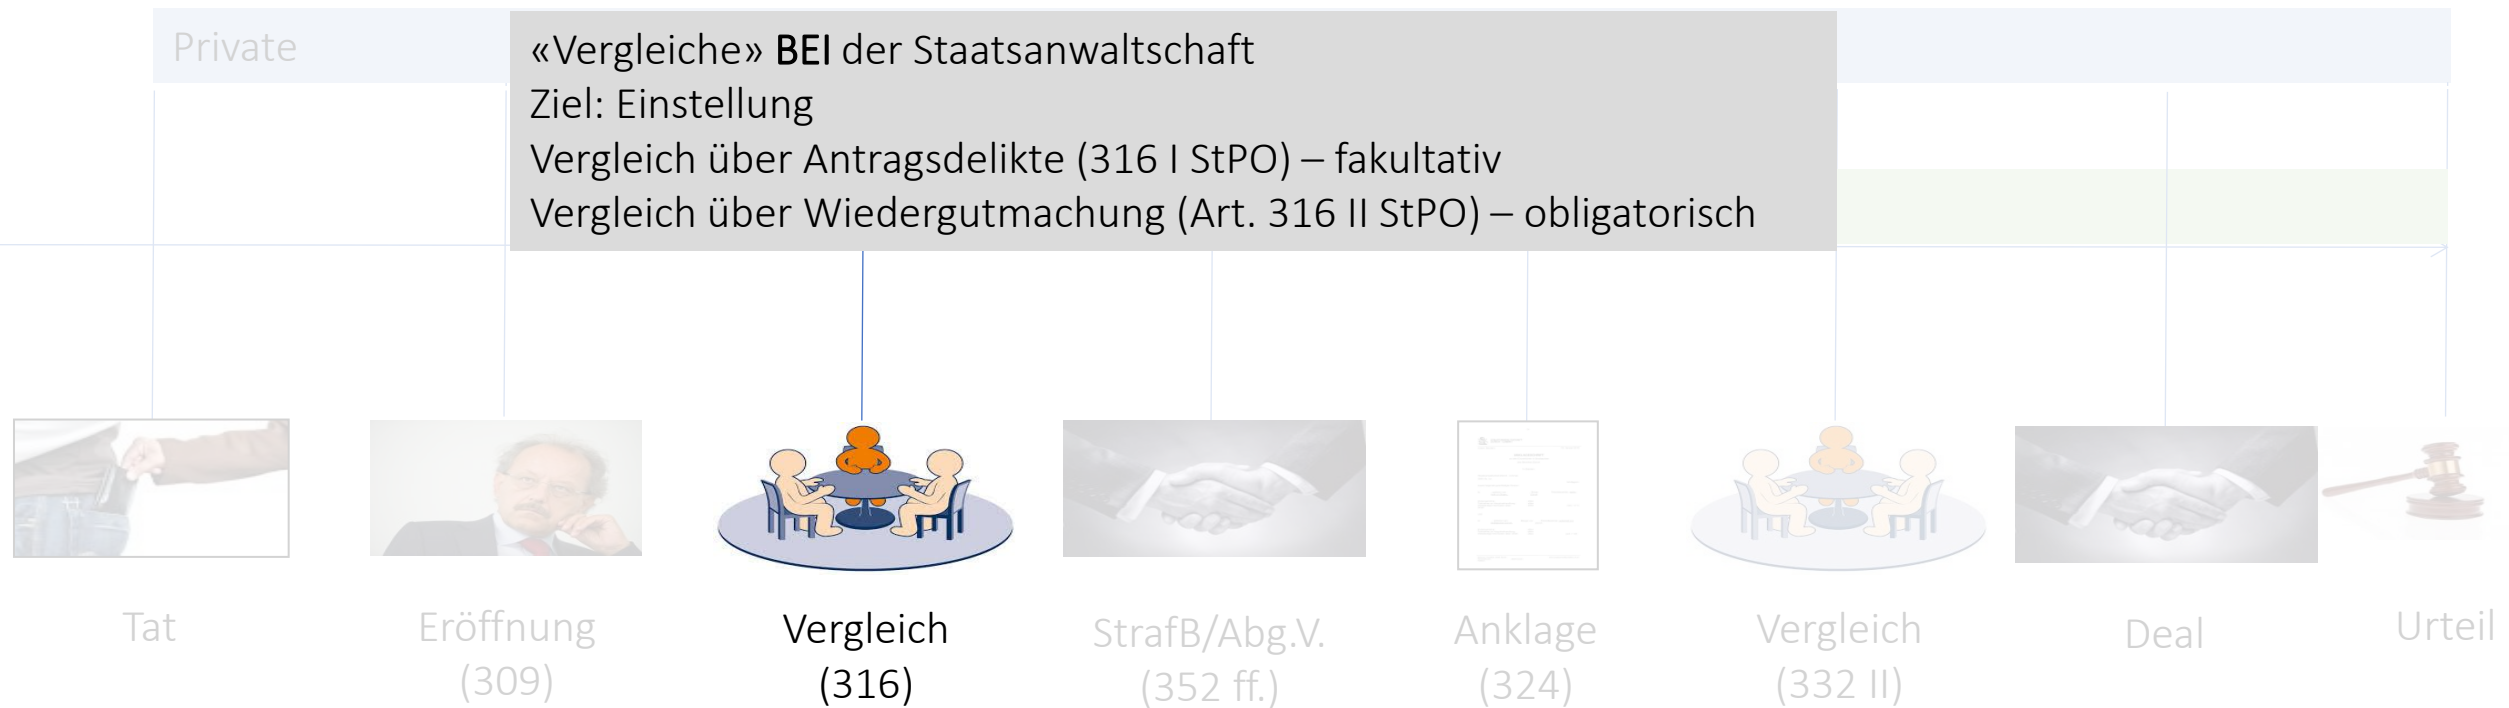 Private
«Vergleiche» BEI der Staatsanwaltschaft
Ziel: Einstellung
Vergleich über Antragsdelikte (316 I StPO) – fakultativ
Vergleich über Wiedergutmachung (Art. 316 II StPO) – obligatorisch
Tat
Eröffnung
(309)
Vergleich
(316)
StrafB/Abg.V.
(352 ff.)
Anklage
(324)
Vergleich
(332 II)
Deal
Urteil